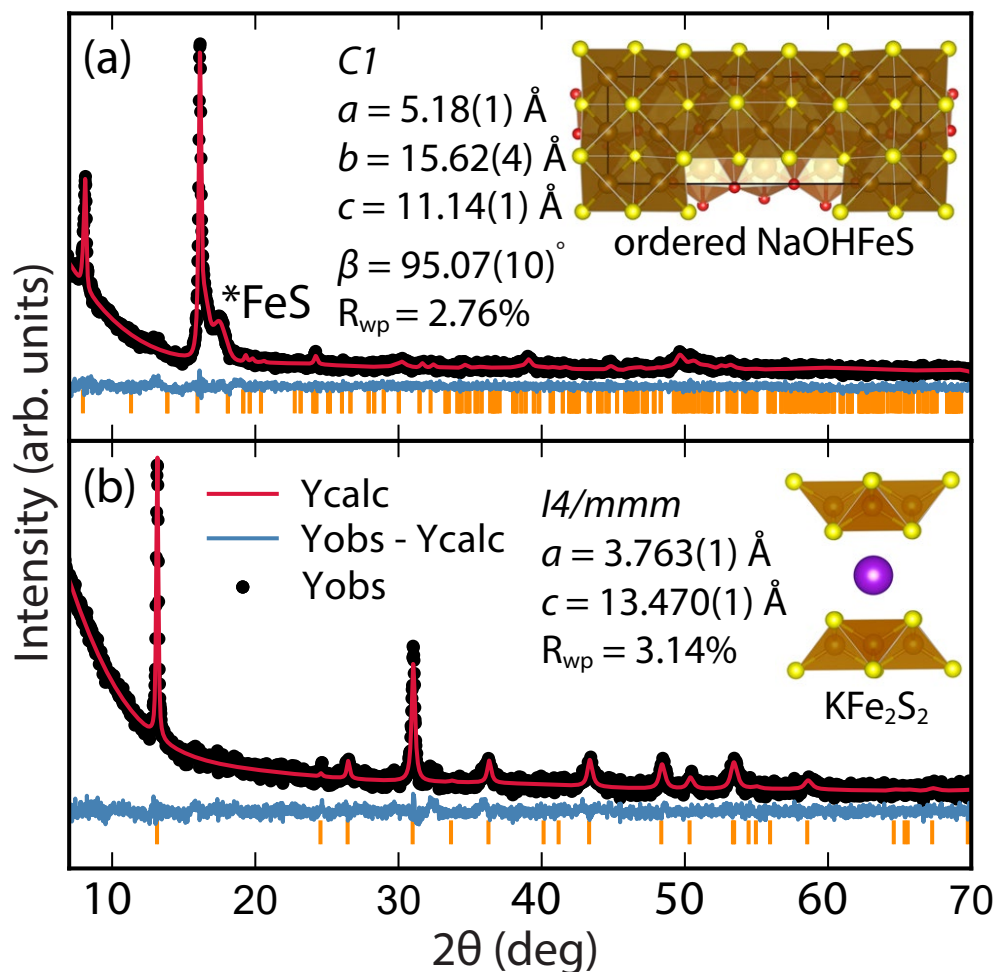 (a)
C1
a = 5.18(1) Å
b = 15.62(4) Å
c = 11.14(1) Å
β = 95.07(10)°
R_wp = 2.76%
*FeS
ordered NaOHFeS
(b)
Ycalc
Yobs - Ycalc
Yobs
I4/mmm
a = 3.763(1) Å
c = 13.470(1) Å
R_wp = 3.14%
KFe₂S₂
Intensity (arb. units)
10 20 30 40 50 60 70
2θ (deg)